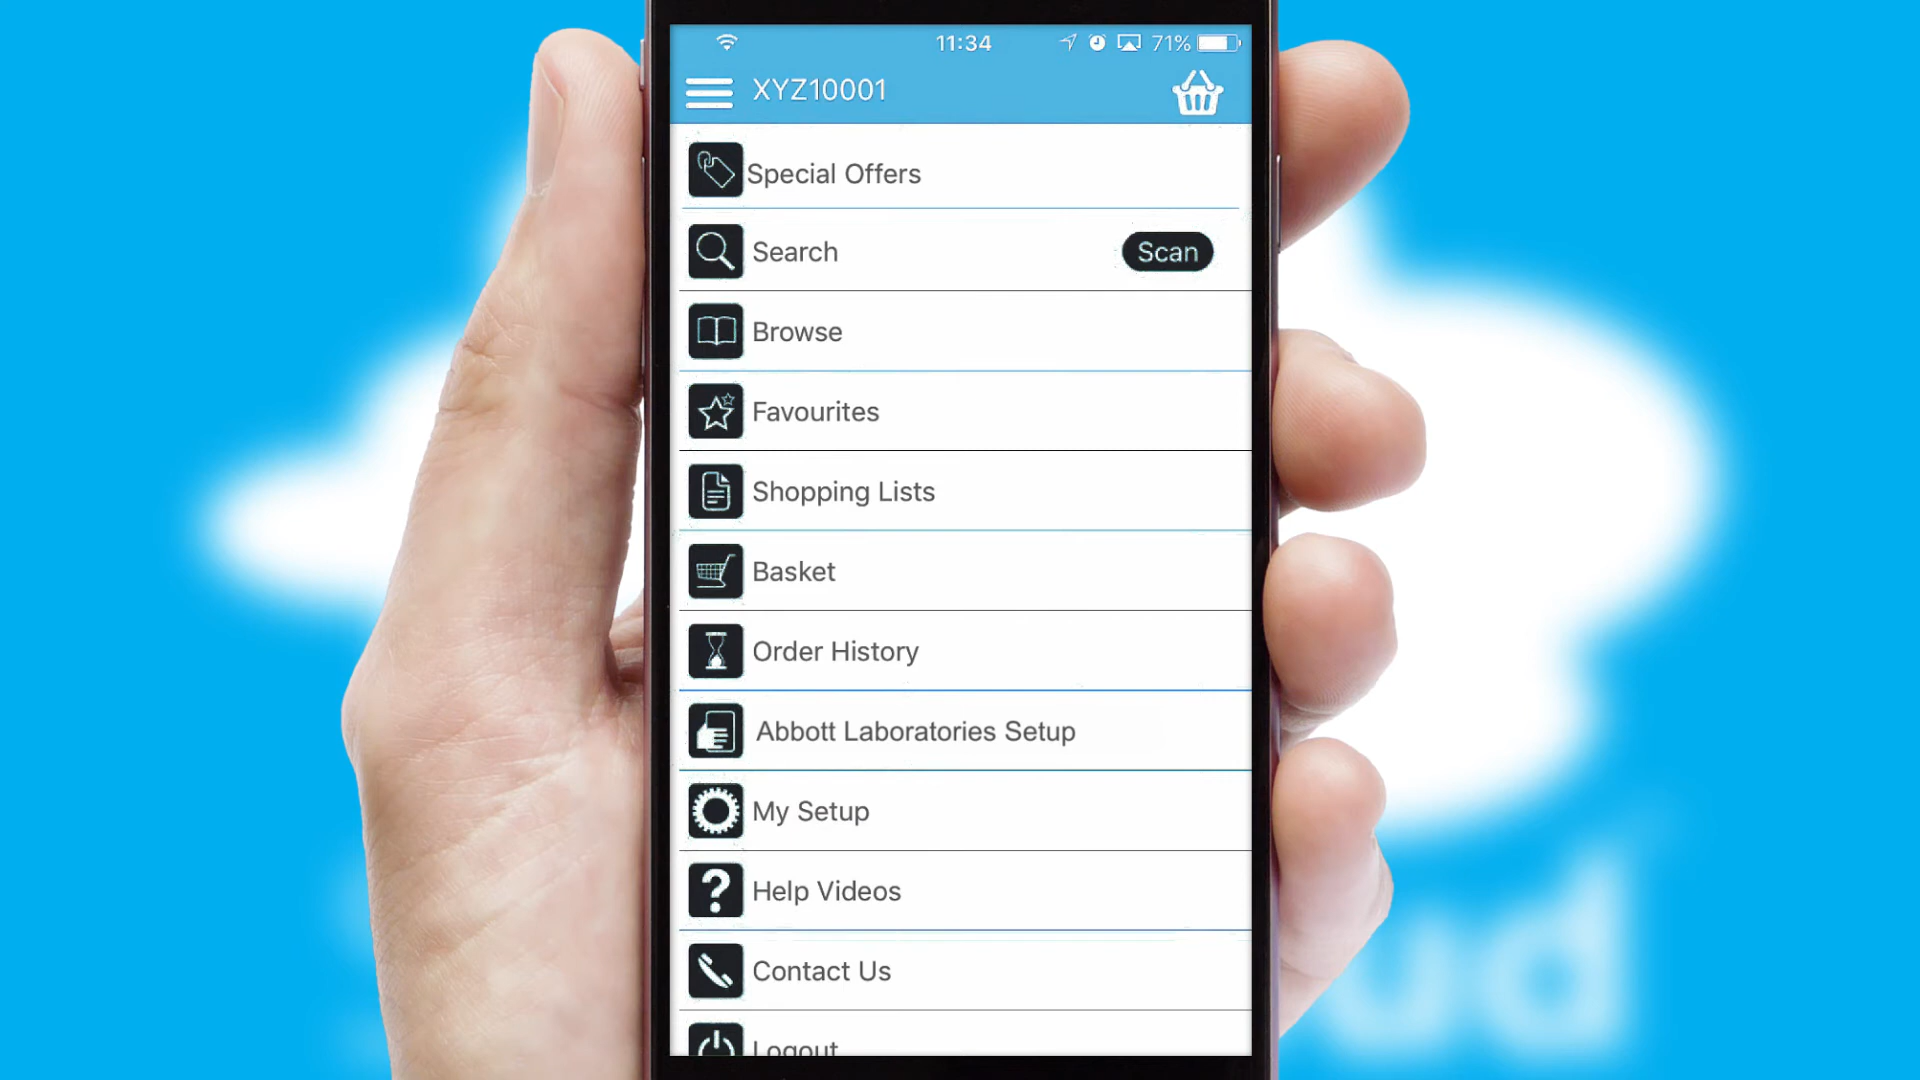 11:34
71%
XYZ10001
Special Offers
Search
Scan
Browse
Favourites
Shopping Lists
Basket
Order History
Abbott Laboratories Setup
My Setup
Help Videos
Contact Us
Logout
ud